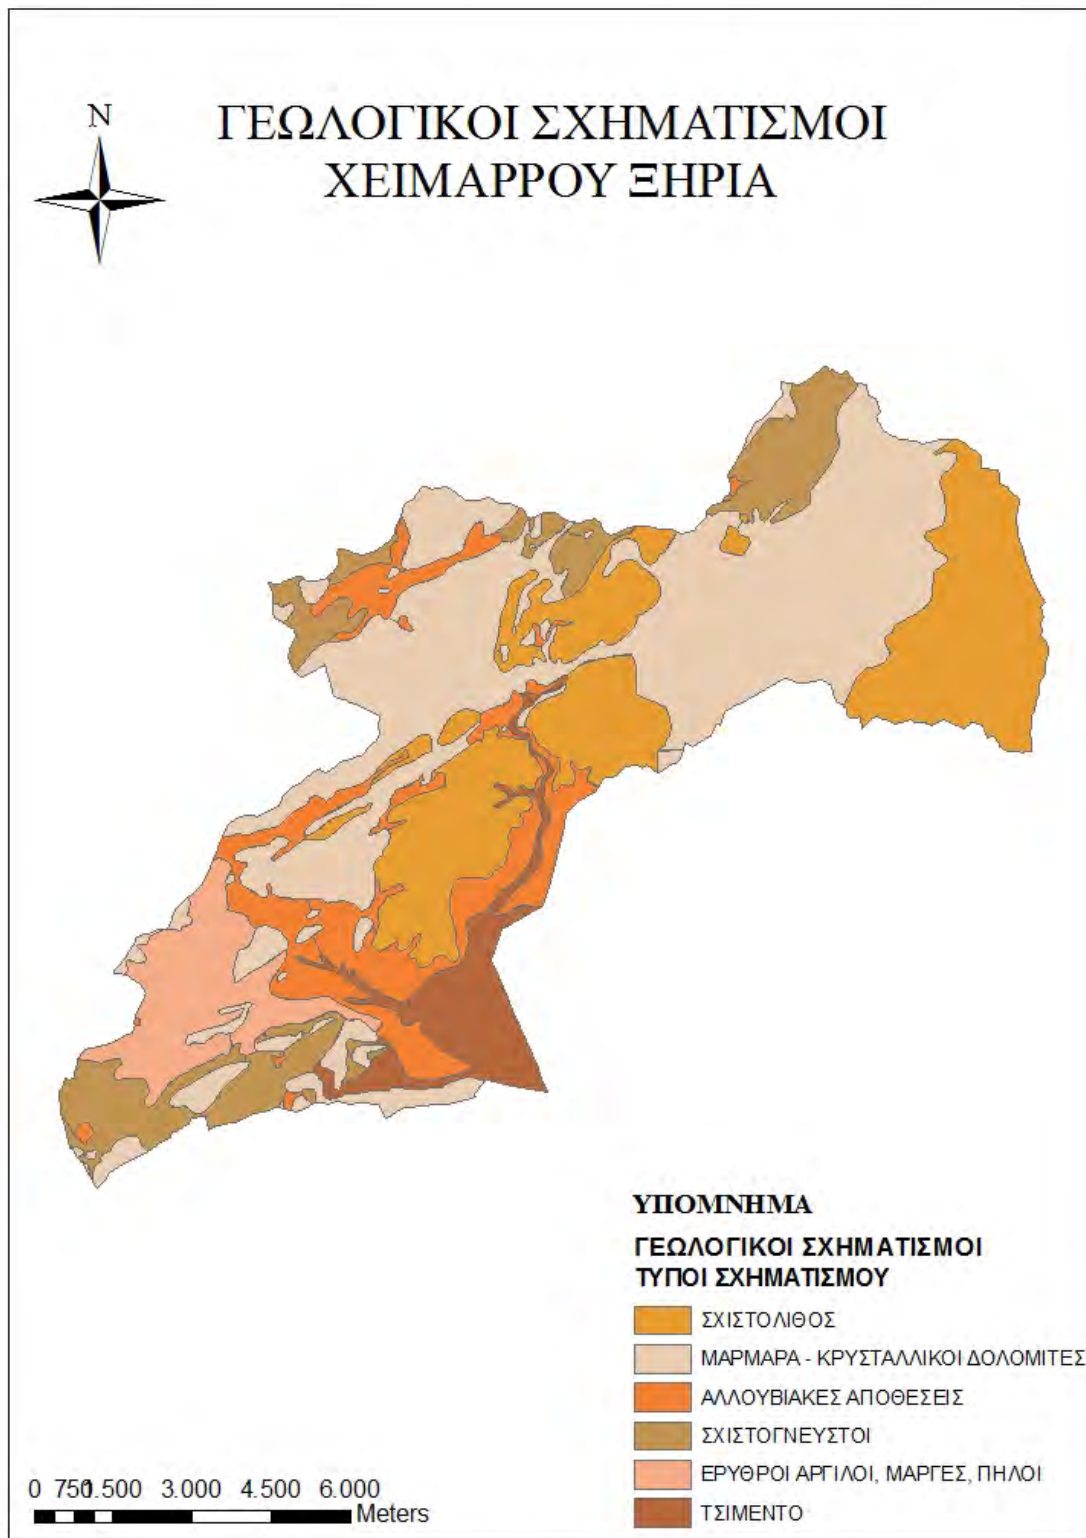 N
ΓΕΩΛΟΓΙΚΟΙ ΣΧΗΜΑΤΙΣΜΟΙ
ΧΕΙΜΑΡΡΟΥ ΞΗΡΙΑ
ΥΠΟΜΝΗΜΑ
ΓΕΩΛΟΓΙΚΟΙ ΣΧΗΜΑΤΙΣΜΟΙ
ΤΥΠΟΙ ΣΧΗΜΑΤΙΣΜΟΥ
ΣΧΙΣΤΟΛΙΘΟΣ
ΜΑΡΜΑΡΑ - ΚΡΥΣΤΑΛΛΙΚΟΙ ΔΟΛΟΜΙΤΕΣ
ΑΛΛΟΥΒΙΑΚΕΣ ΑΠΟΘΕΣΕΙΣ
ΣΧΙΣΤΟΓΝΕΥΣΤΟΙ
ΕΡΥΘΡΟΙ ΑΡΓΙΛΟΙ, ΜΑΡΓΕΣ, ΠΗΛΟΙ
ΤΣΙΜΕΝΤΟ
0 750 1.500 3.000 4.500 6.000
Meters